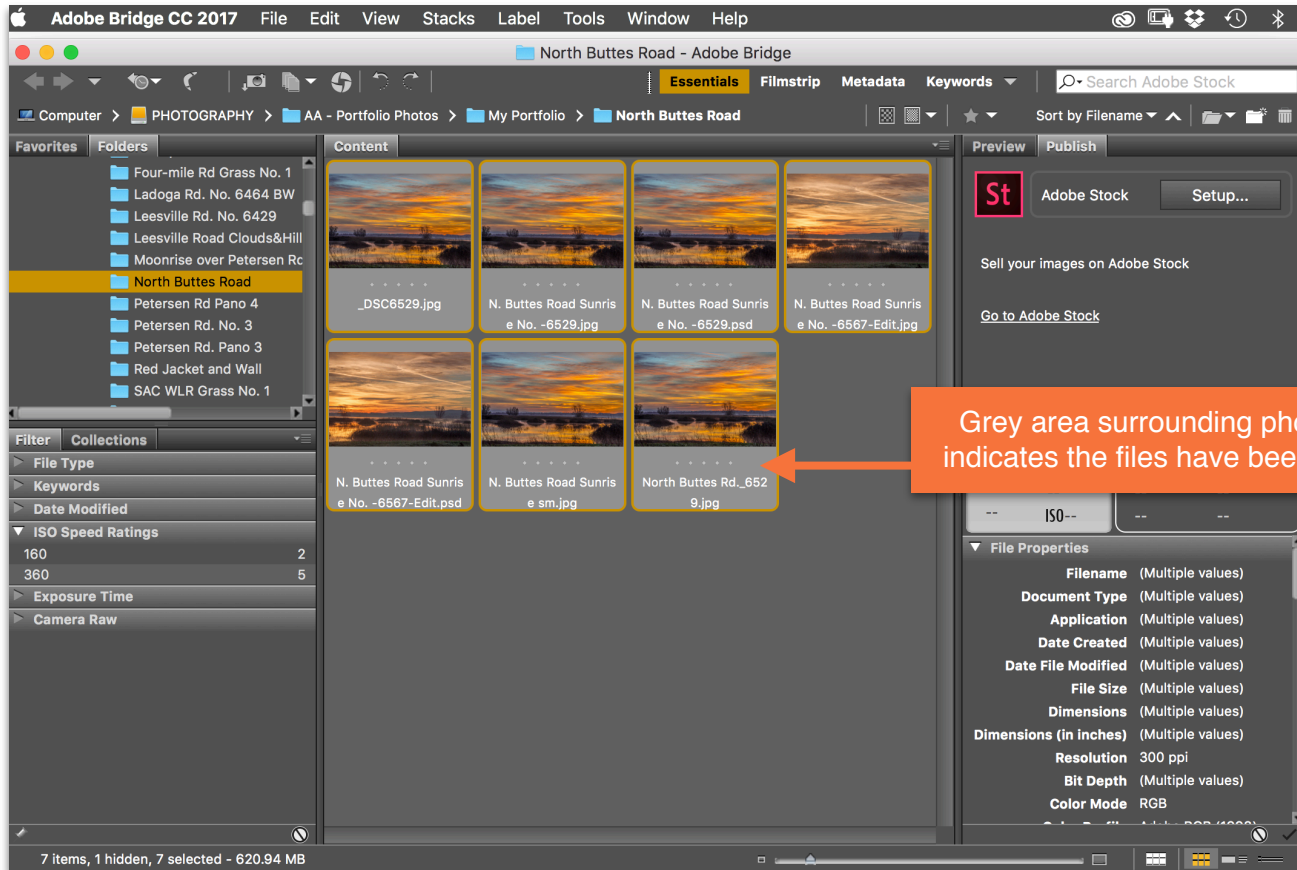 Adobe Bridge CC 2017 File Edit View Stacks Label Tools Window Help
North Buttes Road - Adobe Bridge
Essentials Filmstrip Metadata Keywords Search Adobe Stock
Computer > PHOTOGRAPHY > AA - Portfolio Photos > My Portfolio > North Buttes Road Sort by Filename
Favorites Folders
Four-mile Rd Grass No. 1
Ladoga Rd. No. 6464 BW
Leesville Rd. No. 6429
Leesville Road Clouds&Hill
Moonrise over Petersen Rd
North Buttes Road
Petersen Rd Pano 4
Petersen Rd. No. 3
Petersen Rd. Pano 3
Red Jacket and Wall
SAC WLR Grass No. 1
Filter Collections
File Type
Keywords
Date Modified
ISO Speed Ratings
160 2
360 5
Exposure Time
Camera Raw
Content
_DSC6529.jpg
N. Buttes Road Sunris
e No. -6529.jpg
N. Buttes Road Sunris
e No. -6529.psd
N. Buttes Road Sunris
e No. -6567-Edit.jpg
N. Buttes Road Sunris
e No. -6567-Edit.psd
N. Buttes Road Sunris
e sm.jpg
North Buttes Rd._652
9.jpg
Preview Publish
St Adobe Stock Setup...
Sell your images on Adobe Stock
Go to Adobe Stock
Grey area surrounding pho
indicates the files have bee
-- ISO-- -- --
File Properties
Filename (Multiple values)
Document Type (Multiple values)
Application (Multiple values)
Date Created (Multiple values)
Date File Modified (Multiple values)
File Size (Multiple values)
Dimensions (Multiple values)
Dimensions (in inches) (Multiple values)
Resolution 300 ppi
Bit Depth (Multiple values)
Color Mode RGB
7 items, 1 hidden, 7 selected - 620.94 MB